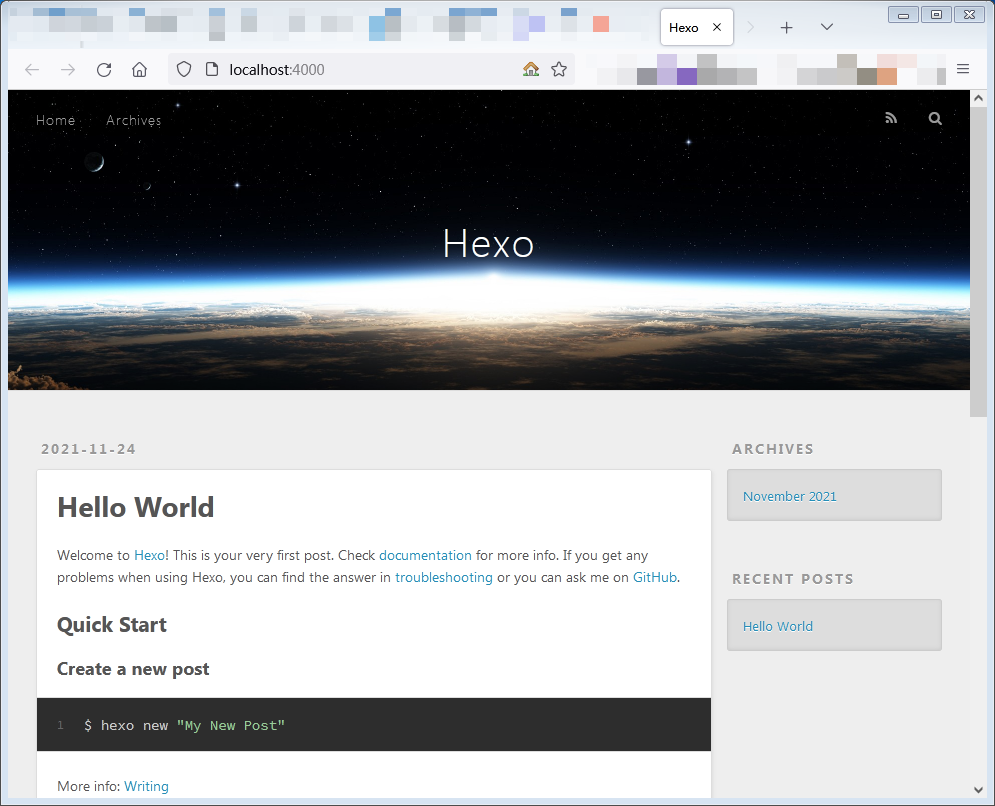 Hexo
localhost:4000
Home Archives
Hexo
2021-11-24
Hello World
Welcome to Hexo! This is your very first post. Check documentation for more info. If you get any
problems when using Hexo, you can find the answer in troubleshooting or you can ask me on GitHub.
Quick Start
Create a new post
1 $ hexo new "My New Post"
More info: Writing
ARCHIVES
November 2021
RECENT POSTS
Hello World